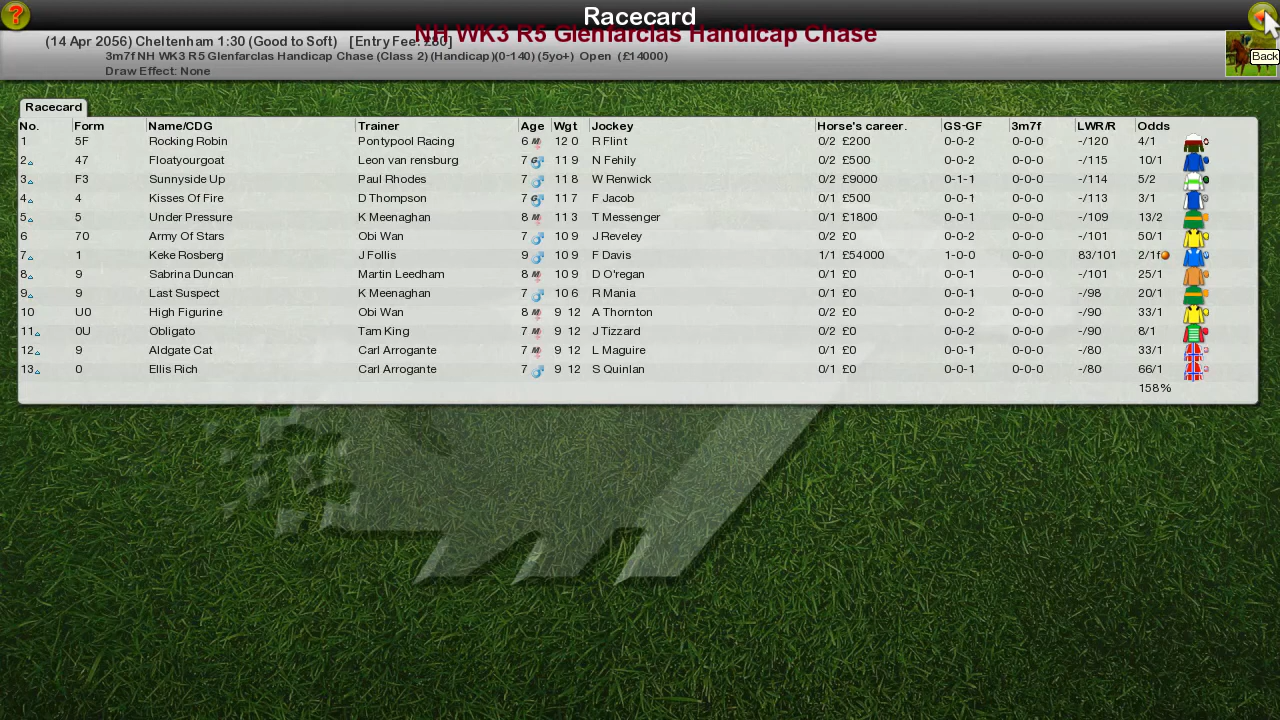 Racecard
NH WK3 R5 Glenfarclas Handicap Chase
(14 Apr 2056) Cheltenham 1:30 (Good to Soft) [Entry Fee: £80]
3m7f NH WK3 R5 Glenfarclas Handicap Chase (Class 2) (Handicap)(0-140) (5yo+) Open (£14000)
Back
Draw Effect: None
Racecard
No. Form Name/CDG Trainer Age Wgt Jockey Horse's career. GS-GF 3m7f LWR/R Odds
1 5F Rocking Robin Pontypool Racing 6 12 0 R Flint 0/2 £200 0-0-2 0-0-0 -/120 4/1
2 47 Floatyourgoat Leon van rensburg 7 11 9 N Fehily 0/2 £500 0-0-2 0-0-0 -/115 10/1
3 F3 Sunnyside Up Paul Rhodes 7 11 8 W Renwick 0/2 £9000 0-1-1 0-0-0 -/114 5/2
4 4 Kisses Of Fire D Thompson 7 11 7 F Jacob 0/1 £500 0-0-1 0-0-0 -/113 3/1
5 5 Under Pressure K Meenaghan 8 11 3 T Messenger 0/1 £1800 0-0-1 0-0-0 -/109 13/2
6 70 Army Of Stars Obi Wan 7 10 9 J Reveley 0/2 £0 0-0-2 0-0-0 -/101 50/1
7 1 Keke Rosberg J Follis 9 10 9 F Davis 1/1 £54000 1-0-0 0-0-0 83/101 2/1f
8 9 Sabrina Duncan Martin Leedham 8 10 9 D O'regan 0/1 £0 0-0-1 0-0-0 -/101 25/1
9 9 Last Suspect K Meenaghan 7 10 6 R Mania 0/1 £0 0-0-1 0-0-0 -/98 20/1
10 U0 High Figurine Obi Wan 8 9 12 A Thornton 0/2 £0 0-0-2 0-0-0 -/90 33/1
11 0U Obligato Tam King 7 9 12 J Tizzard 0/2 £0 0-0-2 0-0-0 -/90 8/1
12 9 Aldgate Cat Carl Arrogante 7 9 12 L Maguire 0/1 £0 0-0-1 0-0-0 -/80 33/1
13 0 Ellis Rich Carl Arrogante 7 9 12 S Quinlan 0/1 £0 0-0-1 0-0-0 -/80 66/1
158%